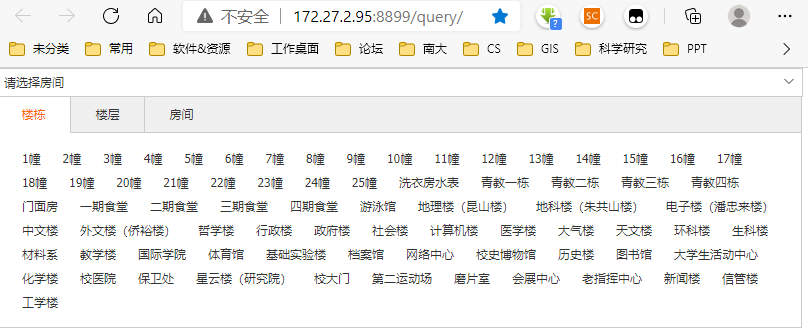 不安全 172.27.2.95:8899/query/
未分类 常用 软件&资源 工作桌面 论坛 南大 CS GIS 科学研究 PPT
请选择房间
楼栋 楼层 房间
1幢 2幢 3幢 4幢 5幢 6幢 7幢 8幢 9幢 10幢 11幢 12幢 13幢 14幢 15幢 16幢 17幢
18幢 19幢 20幢 21幢 22幢 23幢 24幢 25幢 洗衣房水表 青教一栋 青教二栋 青教三栋 青教四栋
门面房 一期食堂 二期食堂 三期食堂 四期食堂 游泳馆 地理楼（昆山楼） 地科楼（朱共山楼） 电子楼（潘忠来楼）
中文楼 外文楼（侨裕楼） 哲学楼 行政楼 政府楼 社会楼 计算机楼 医学楼 大气楼 天文楼 环科楼 生科楼
材料系 教学楼 国际学院 体育馆 基础实验楼 档案馆 网络中心 校史博物馆 历史楼 图书馆 大学生活动中心
化学楼 校医院 保卫处 星云楼（研究院） 校大门 第二运动场 磨片室 会展中心 老指挥中心 新闻楼 信管楼
工学楼